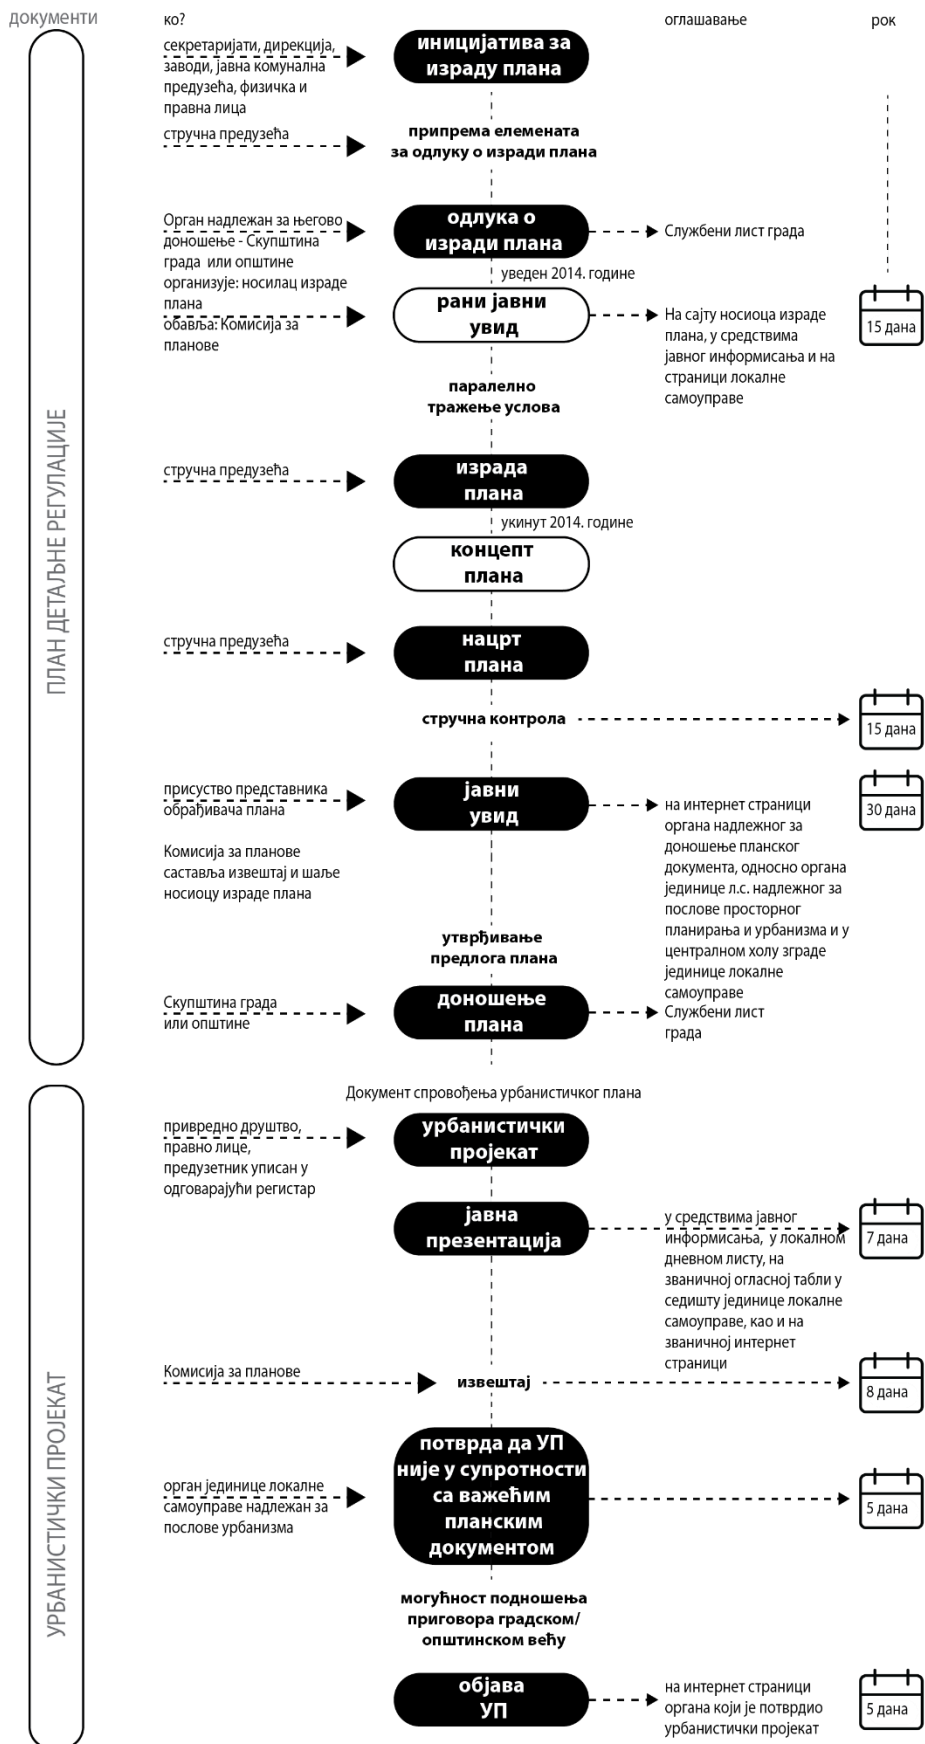 документи
ко?
оглашавање
рок
секретаријати, дирекција,
заводи, јавна комунална
предузећа, физичка и
правна лица
иницијатива за
израду плана
стручна предузећа
припрема елемената
за одлуку о изради плана
Орган надлежан за његово
доношење - Скупштина
града или општине
организује: носилац израде
плана
обавља: Комисија за
планове
одлука о
изради плана
Службени лист града
уведен 2014. године
рани јавни
увид
На сајту носиоца израде
плана, у средствима
јавног информисања и на
страници локалне
самоуправе
15 дана
паралелно
тражење услова
ПЛАН ДЕТАЉНЕ РЕГУЛАЦИЈЕ
стручна предузећа
израда
плана
укинут 2014. године
концепт
плана
стручна предузећа
нацрт
плана
стручна контрола
15 дана
присуство представника
обрађивача плана
Комисија за планове
саставља извештај и шаље
носиоцу израде плана
јавни
увид
на интернет страници
органа надлежног за
доношење планског
документа, односно органа
јединице л.с. надлежног за
послове просторног
планирања и урбанизма и у
централном холу зграде
јединице локалне
самоуправе
30 дана
утврђивање
предлога плана
Скупштина града
или општине
доношење
плана
Службени лист
града
Документ спровођења урбанистичког плана
привредно друштво,
правно лице,
предузетник уписан у
одговарајући регистар
урбанистички
пројекат
јавна
презентација
у средствима јавног
информисања, у локалном
дневном листу, на
званичној огласној табли у
седишту јединице локалне
самоуправе, као и на
званичној интернет
страници
7 дана
УРБАНИСТИЧКИ ПРОЈЕКАТ
Комисија за планове
извештај
8 дана
орган јединице локалне
самоуправе надлежан за
послове урбанизма
потврда да УП
није у супротности
са важећим
планским
документом
5 дана
могућност подношења
приговора градском/
општинском већу
објава
УП
на интернет страници
органа који је потврдио
урбанистички пројекат
5 дана